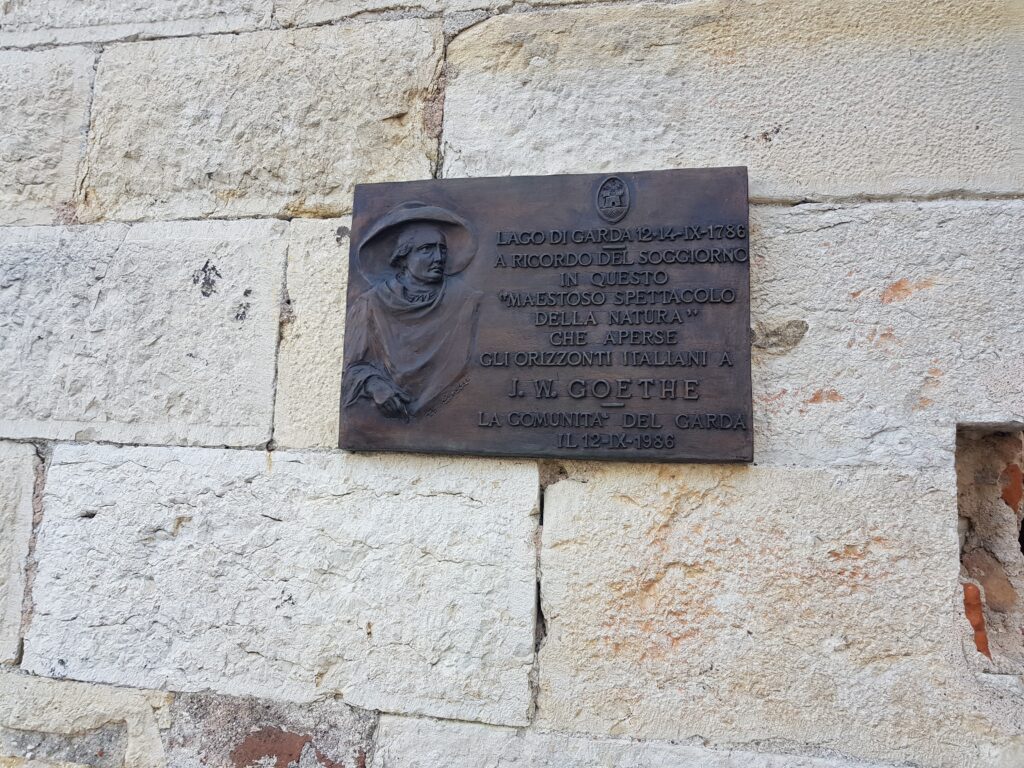 LAGO DI GARDA 12-14-IX-1786
A RICORDO DEL SOGGIORNO
IN QUESTO
"MAESTOSO SPETTACOLO
DELLA NATURA"
CHE APERSE
GLI ORIZZONTI ITALIANI A
J. W. GOETHE
LA COMUNITA' DEL GARDA
IL 12-IX-1986